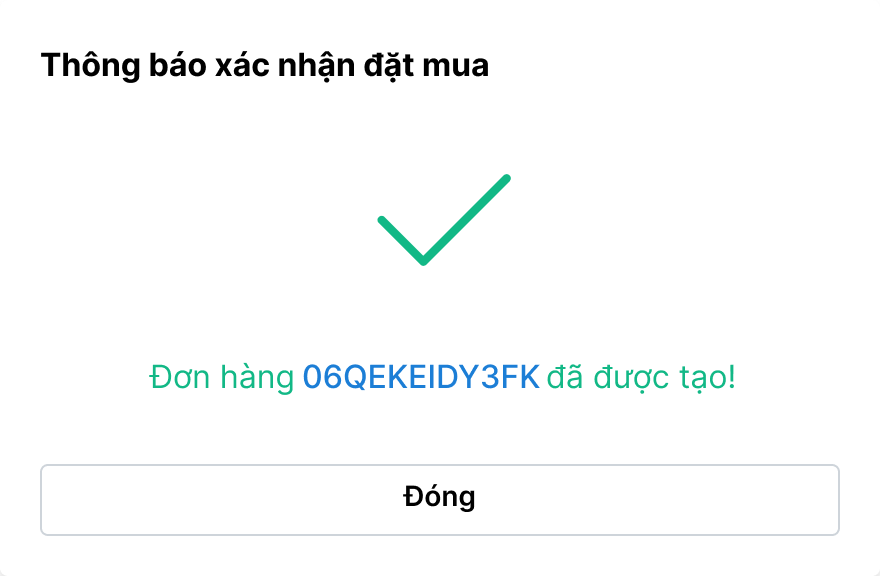 Thông báo xác nhận đặt mua
Đơn hàng 06QEKEIDY3FK đã được tạo!
Đóng